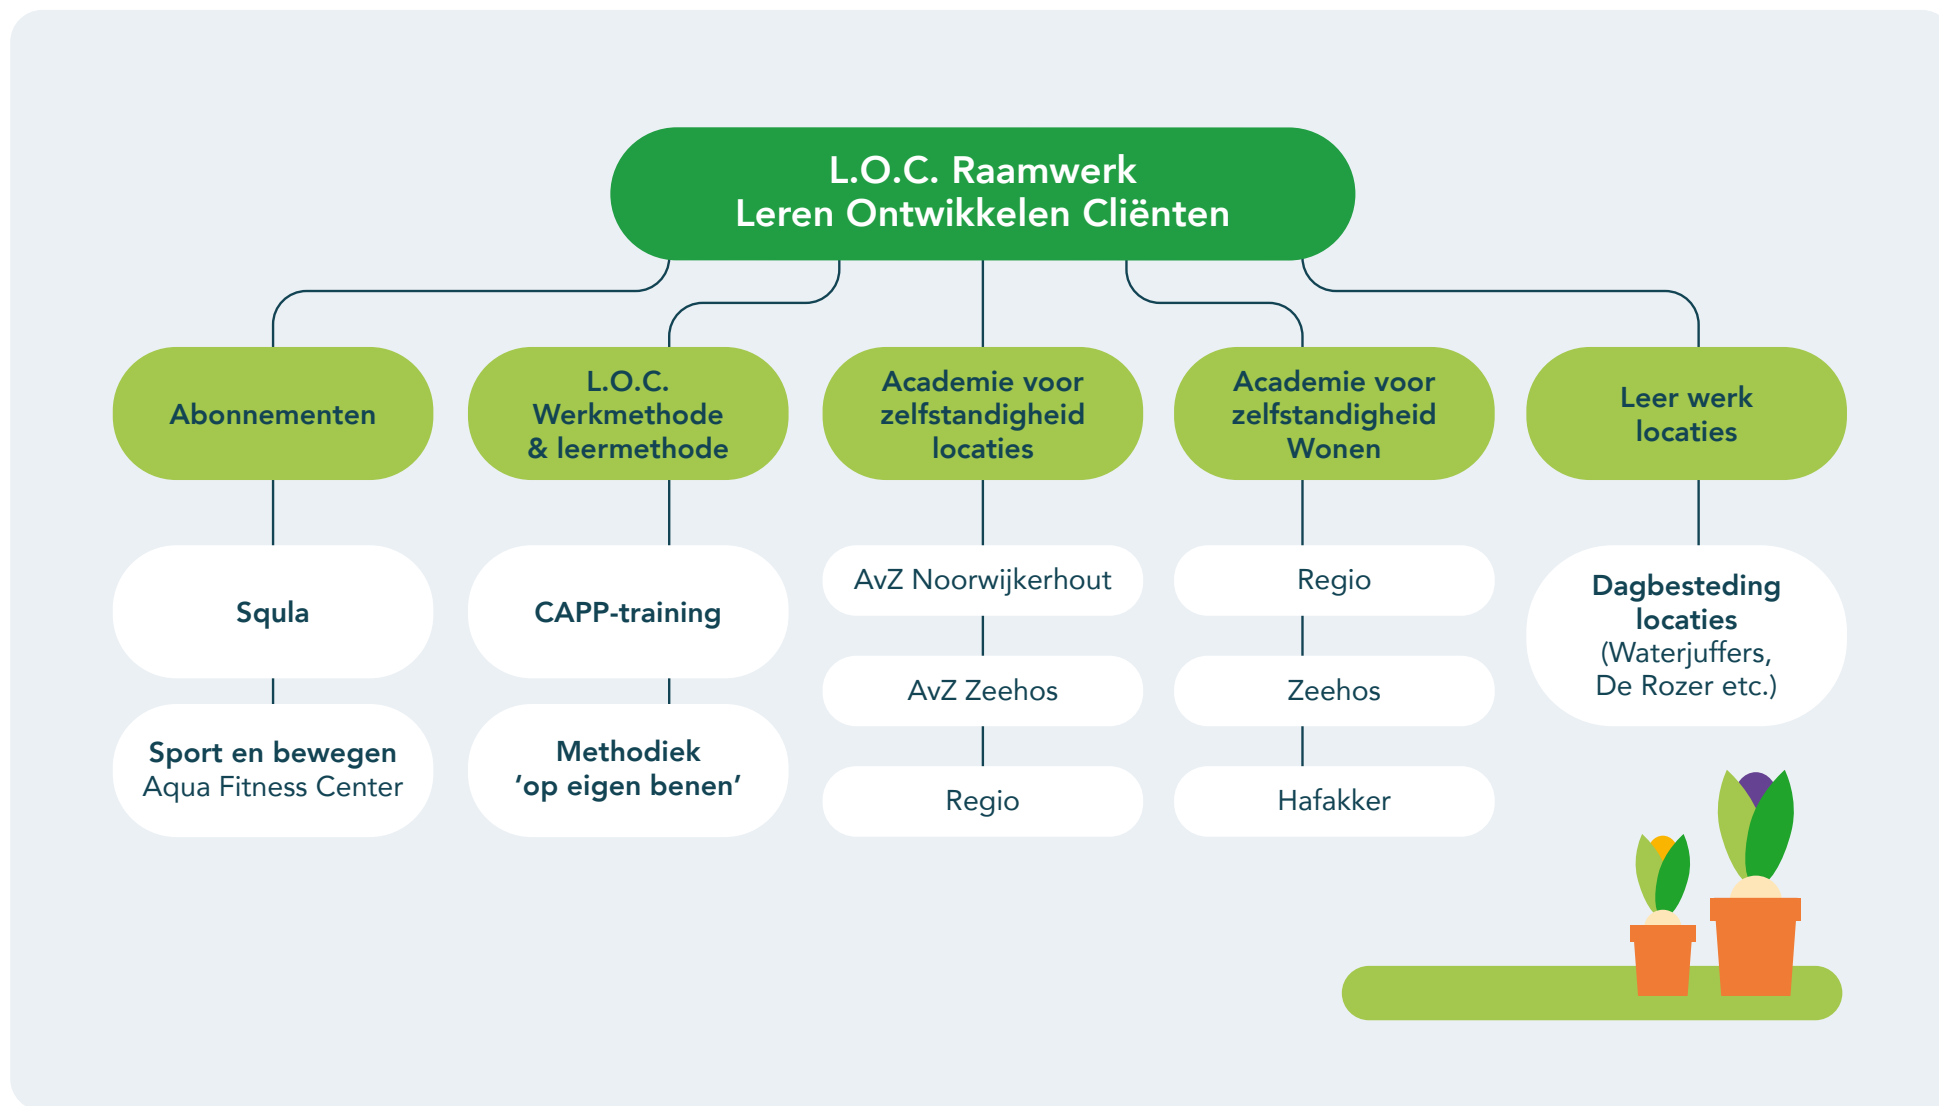 L.O.C. Raamwerk
Leren Ontwikkelen Cliënten
Abonnementen
Squla
Sport en bewegen
Aqua Fitness Center
L.O.C.
Werkmethode
& leermethode
CAPP-training
Methodiek
‘op eigen benen’
Academie voor
zelfstandigheid
locaties
AvZ Noorwijkerhout
AvZ Zeehos
Regio
Academie voor
zelfstandigheid
Wonen
Regio
Zeehos
Hafakker
Leer werk
locaties
Dagbesteding
locaties
(Waterjuffers,
De Rozer etc.)